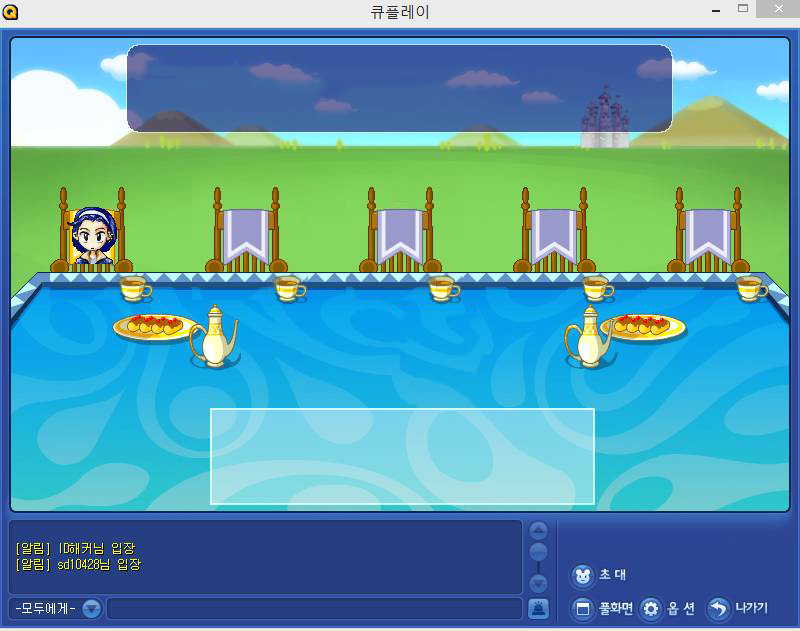 큐플레이
[알림] ID해커님 입장
[알림] sd10428님 입장
초 대
-모두에게-
풀화면 옵 션 나가기